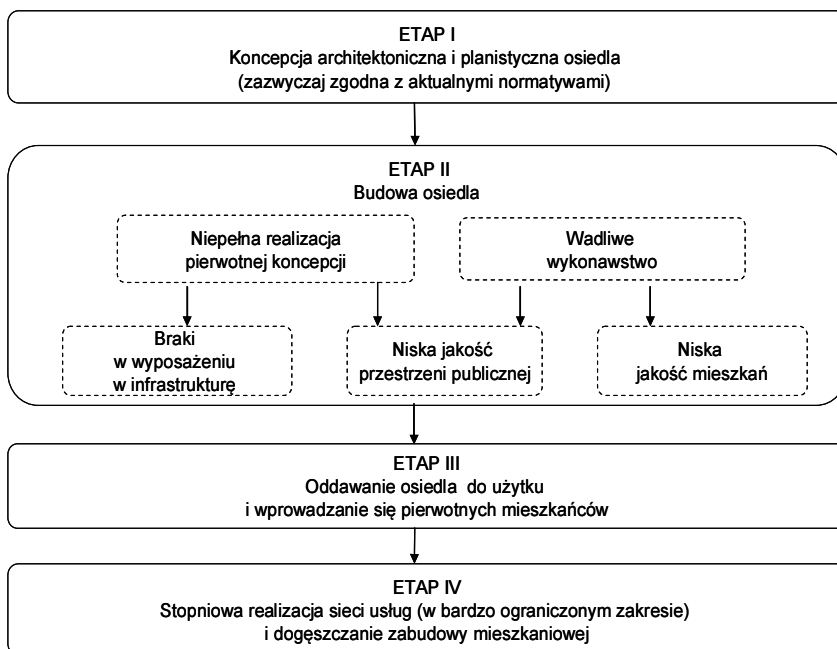 ETAP I
Koncepcja architektoniczna i planistyczna osiedla
(zazwyczaj zgodna z aktualnymi normatywami)
ETAP II
Budowa osiedla
Niepełna realizacja
pierwotnej koncepcji
Wadliwe
wykonawstwo
Braki
w wyposażeniu
w infrastrukturę
Niska jakość
przestrzeni publicznej
Niska
jakość mieszkań
ETAP III
Oddawanie osiedla do użytku
i wprowadzanie się pierwotnych mieszkańców
ETAP IV
Stopniowa realizacja sieci usług (w bardzo ograniczonym zakresie)
i dogęszczanie zabudowy mieszkaniowej